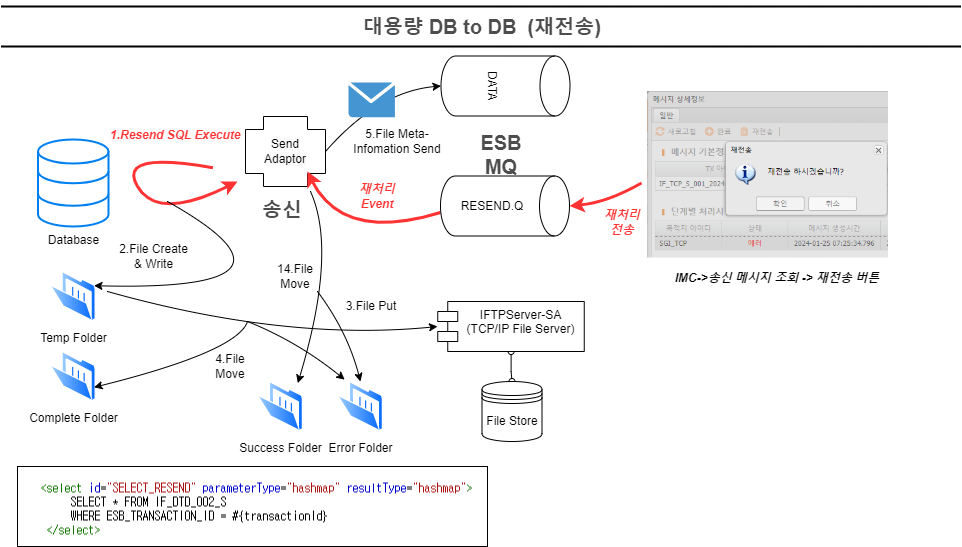 대용량 DB to DB (재전송)
DATA
1.Resend SQL Execute
Send
Adaptor
5.File Meta-
Infomation Send
ESB
MQ
송신
재처리
Event
RESEND.Q
재처리
전송
메시지 상세정보
일반
새로고침
완료
재전송
메시지 기본정
TX 아
IF_TCP_S_001_2024
재전송
재전송 하시겠습니까?
확인
취소
단계별 처리시
목적지 아이디
상태
메시지 생성시간
SGI_TCP
에러
2024-01-25 07:25:34.796
IMC->송신 메시지 조회 -> 재전송 버튼
Database
2.File Create
& Write
14.File
Move
3.File Put
Temp Folder
IFTPServer-SA
(TCP/IP File Server)
4.File
Move
Complete Folder
Success Folder
Error Folder
File Store
<select id="SELECT_RESEND" parameterType="hashmap" resultType="hashmap">
SELECT * FROM IF_DTD_002_S
WHERE ESB_TRANSACTION_ID = #{transactionId}
</select>